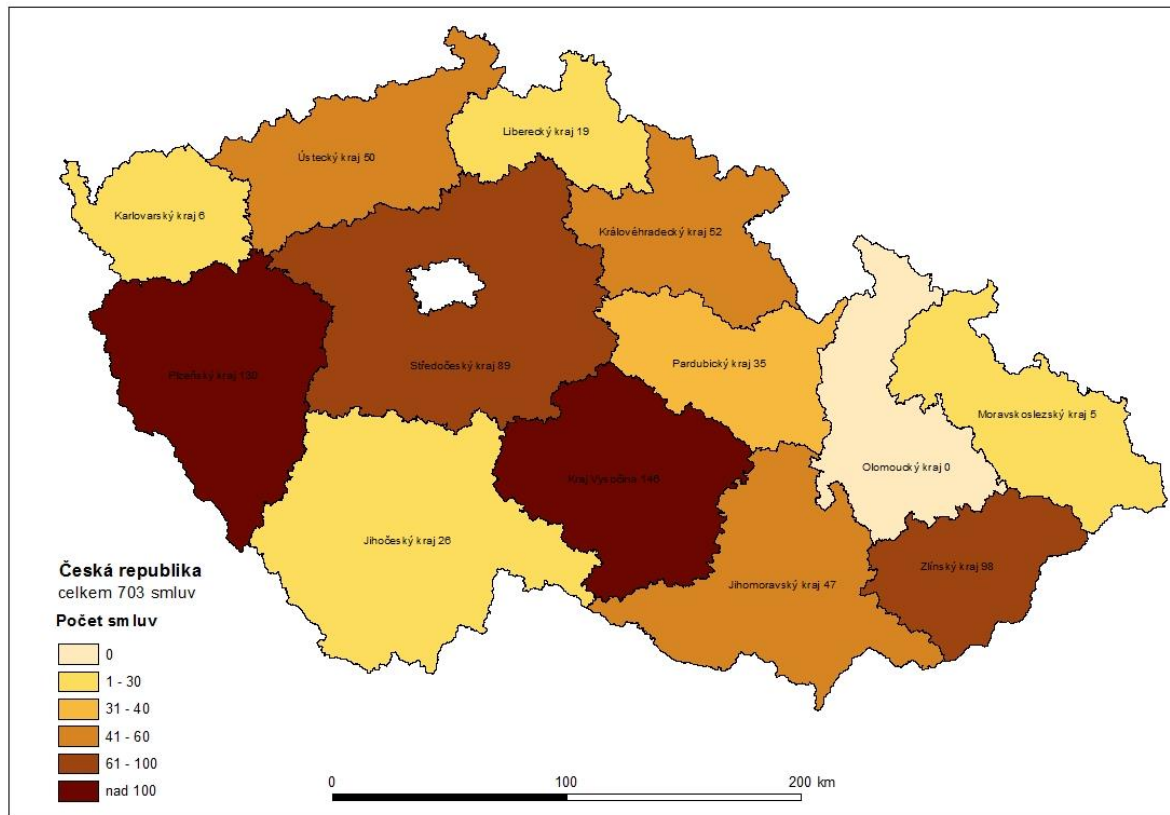 Liberecký kraj 19
Ústecký kraj 50
Karlovarský kraj 6
Královéhradecký kraj 52
Plzeňský kraj 130
Středočeský kraj 89
Pardubický kraj 35
Moravskoslezský kraj 5
Olomoucký kraj 0
Kraj Vysočina 146
Jihočeský kraj 26
Zlínský kraj 98
Jihomoravský kraj 47
Česká republika
celkem 703 smluv
Počet smluv
0
1 - 30
31 - 40
41 - 60
61 - 100
nad 100
0 100 200 km